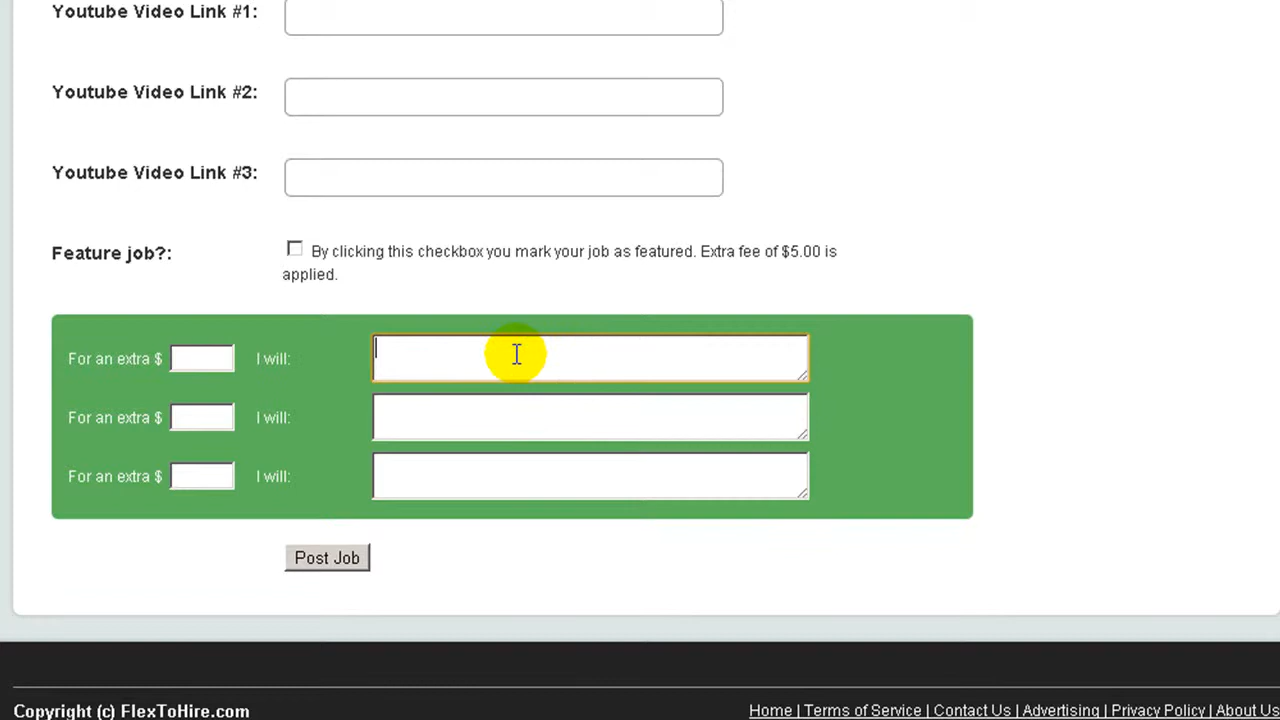 Youtube Video Link #1:
Youtube Video Link #2:
Youtube Video Link #3:
Feature job?:
By clicking this checkbox you mark your job as featured. Extra fee of $5.00 is
applied.
For an extra $ I will:
For an extra $ I will:
For an extra $ I will:
Post Job
Copyright (c) FlexToHire.com
Home | Terms of Service | Contact Us | Advertising | Privacy Policy | About Us